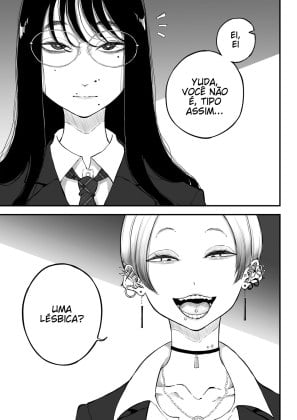 EI,
EI
YUDA,
VOCÊ NÃO
É, TIPO
ASSIM...
UMA
LÉSBICA?